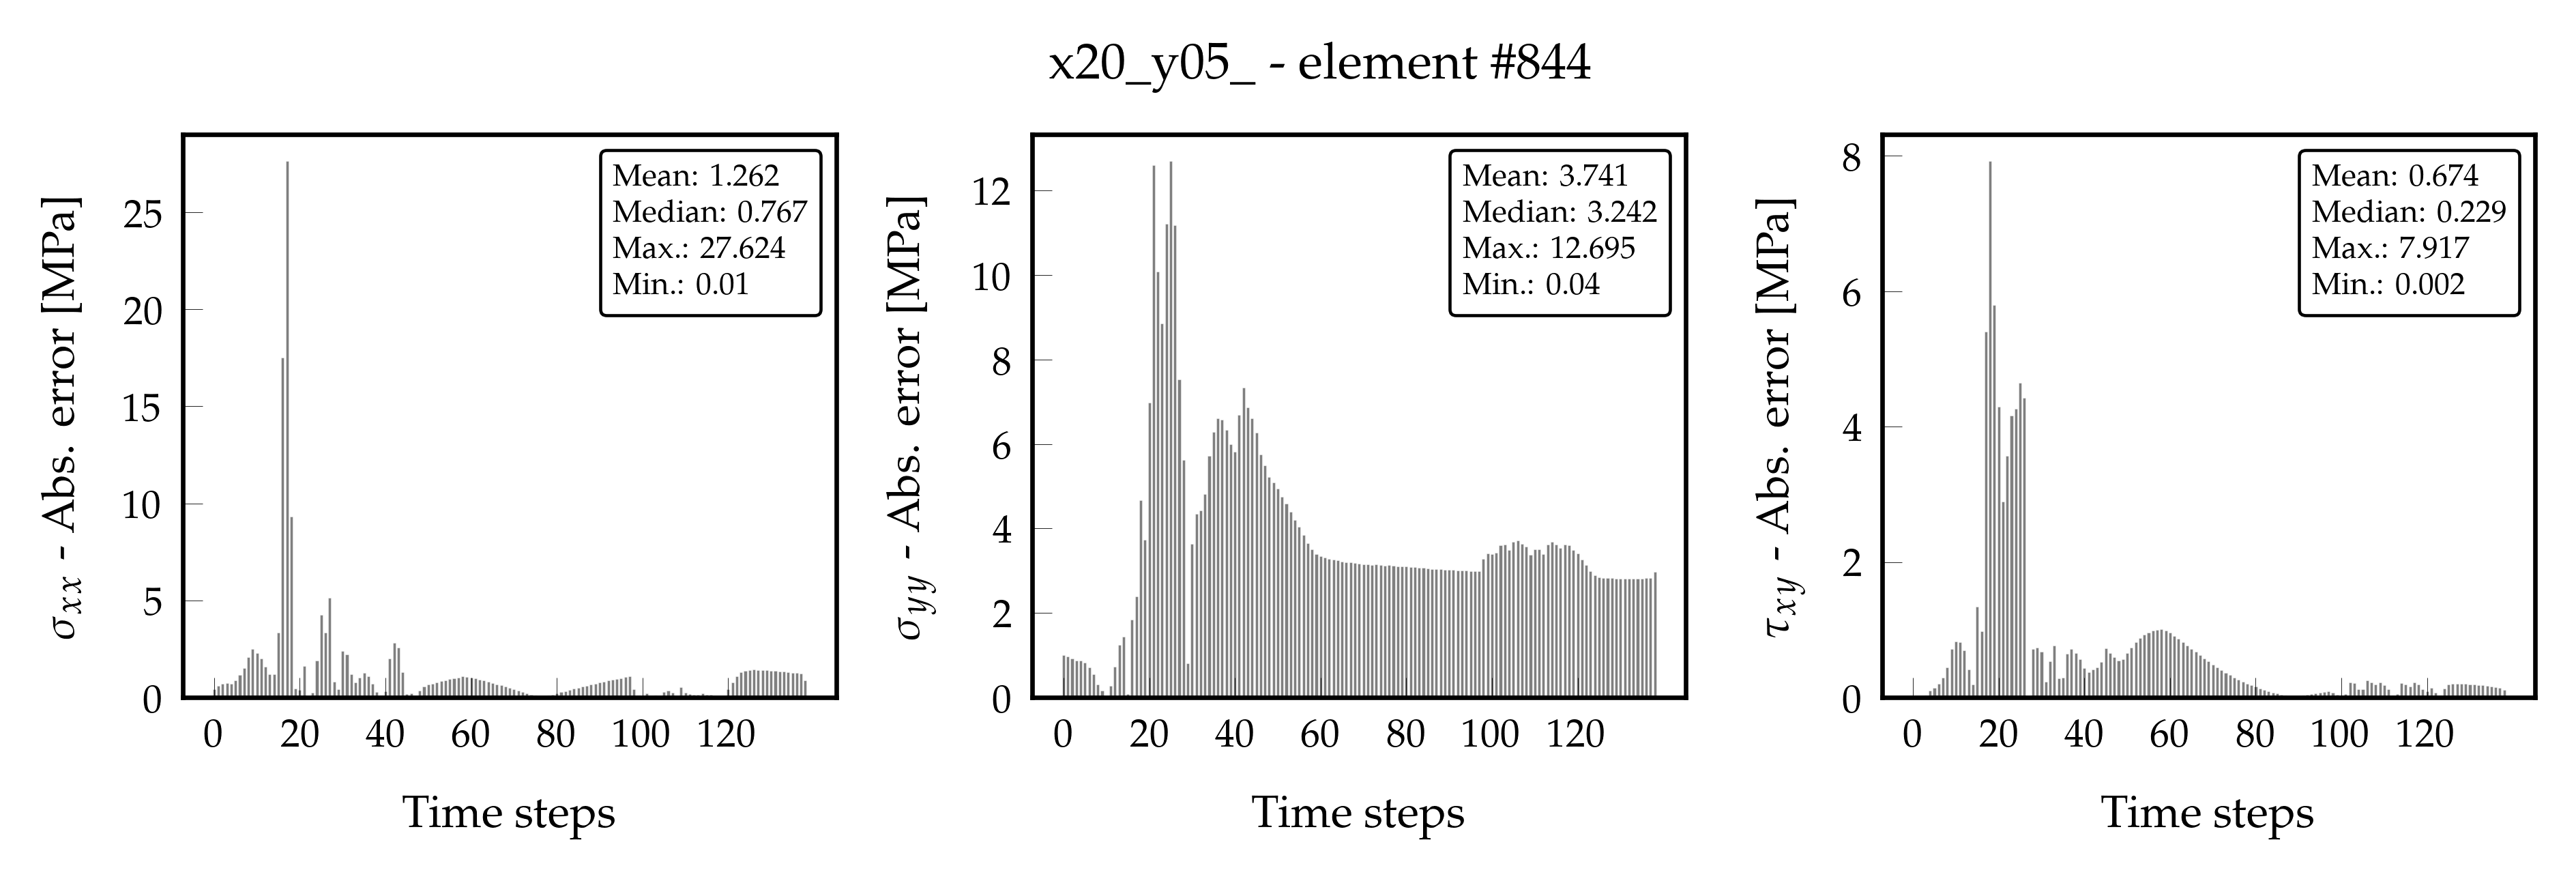 x20_y05_ - element #844
σxx - Abs. error [MPa]
25
20
15
10
5
0
Mean: 1.262
Median: 0.767
Max.: 27.624
Min.: 0.01
0 20 40 60 80 100 120
Time steps
σyy - Abs. error [MPa]
12
10
8
6
4
2
0
Mean: 3.741
Median: 3.242
Max.: 12.695
Min.: 0.04
0 20 40 60 80 100 120
Time steps
τxy - Abs. error [MPa]
8
6
4
2
0
Mean: 0.674
Median: 0.229
Max.: 7.917
Min.: 0.002
0 20 40 60 80 100 120
Time steps